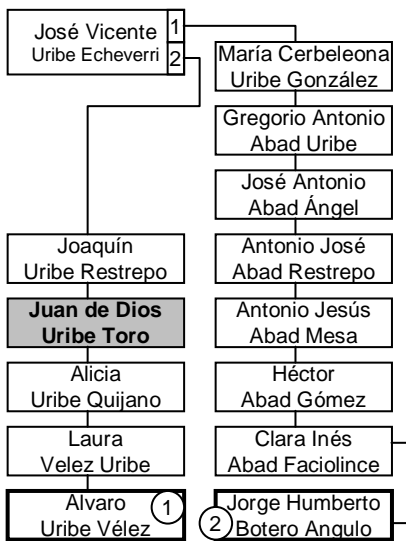 José Vicente
Uribe Echeverri
1
2
María Cerbeleona
Uribe González
Gregorio Antonio
Abad Uribe
José Antonio
Abad Ángel
Joaquín
Uribe Restrepo
Antonio José
Abad Restrepo
Juan de Dios
Uribe Toro
Antonio Jesús
Abad Mesa
Alicia
Uribe Quijano
Héctor
Abad Gómez
Laura
Velez Uribe
Clara Inés
Abad Faciolince
Alvaro
Uribe Vélez
1
Jorge Humberto
Botero Angulo
2